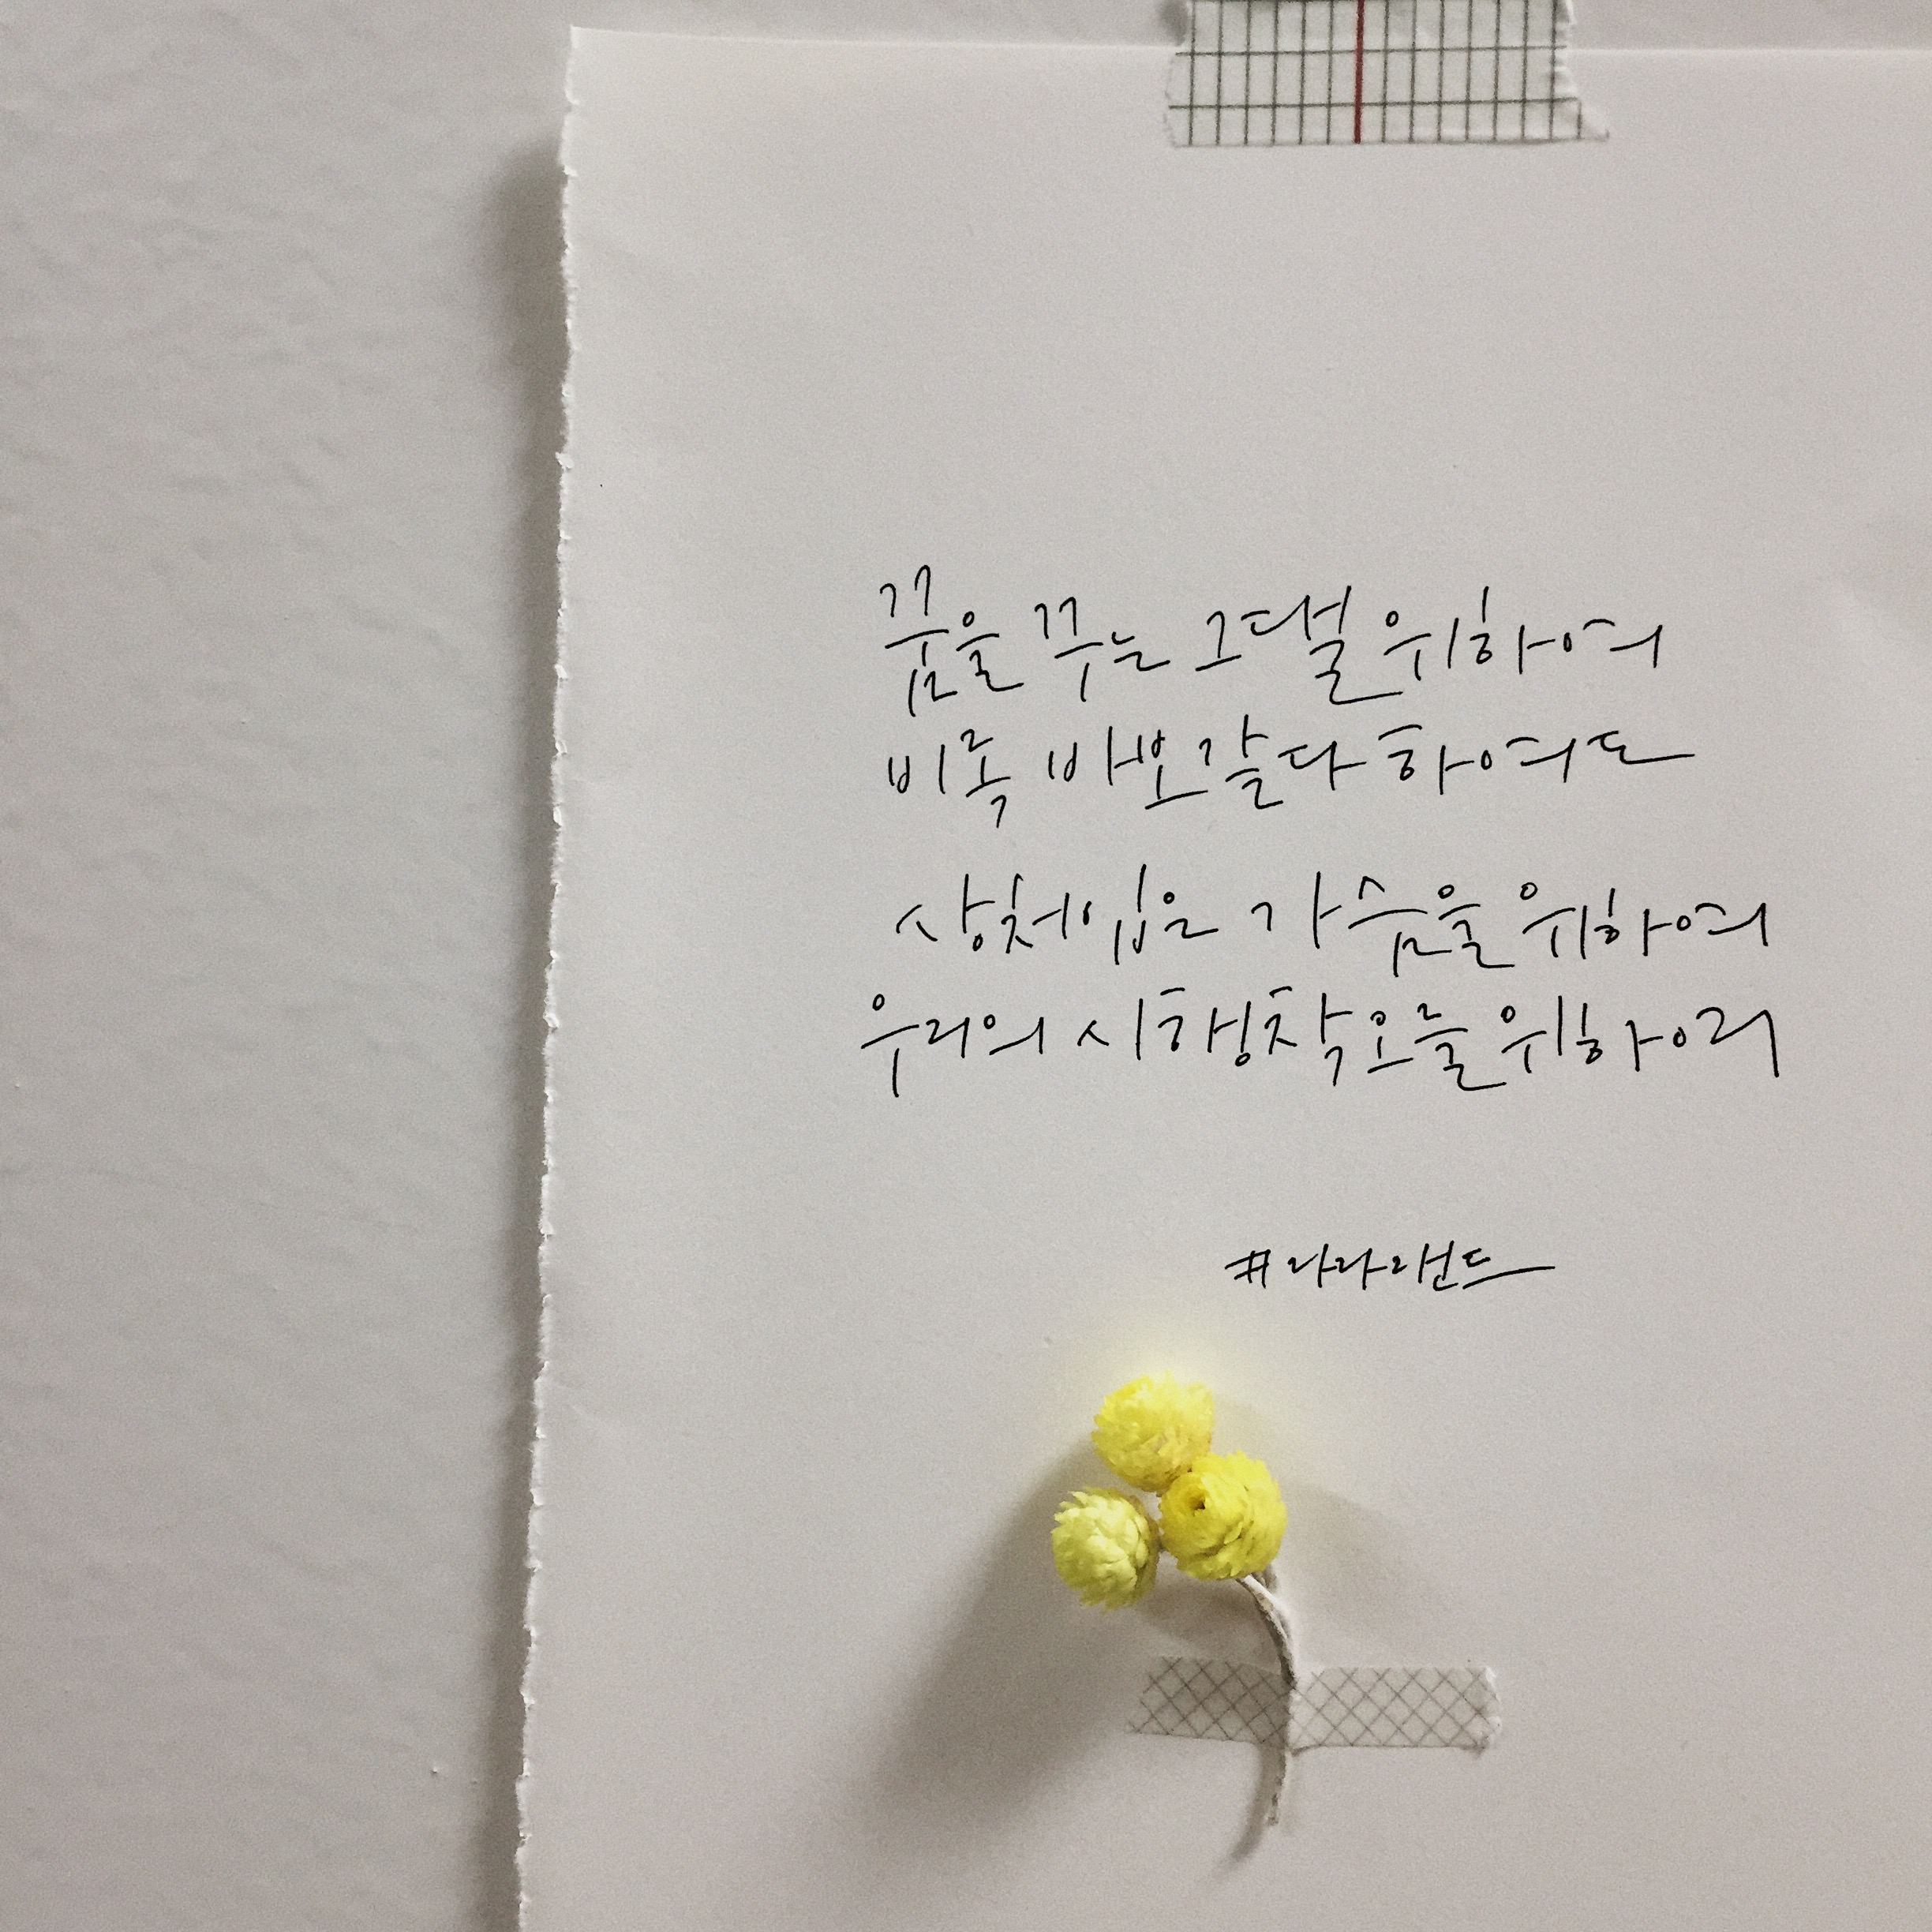 꿈을 꾸는 그댈 위하여
비록 바보같다 하여도
상처입은 가슴을 위하여
우리의 시행착오를 위하여
#라라랜드